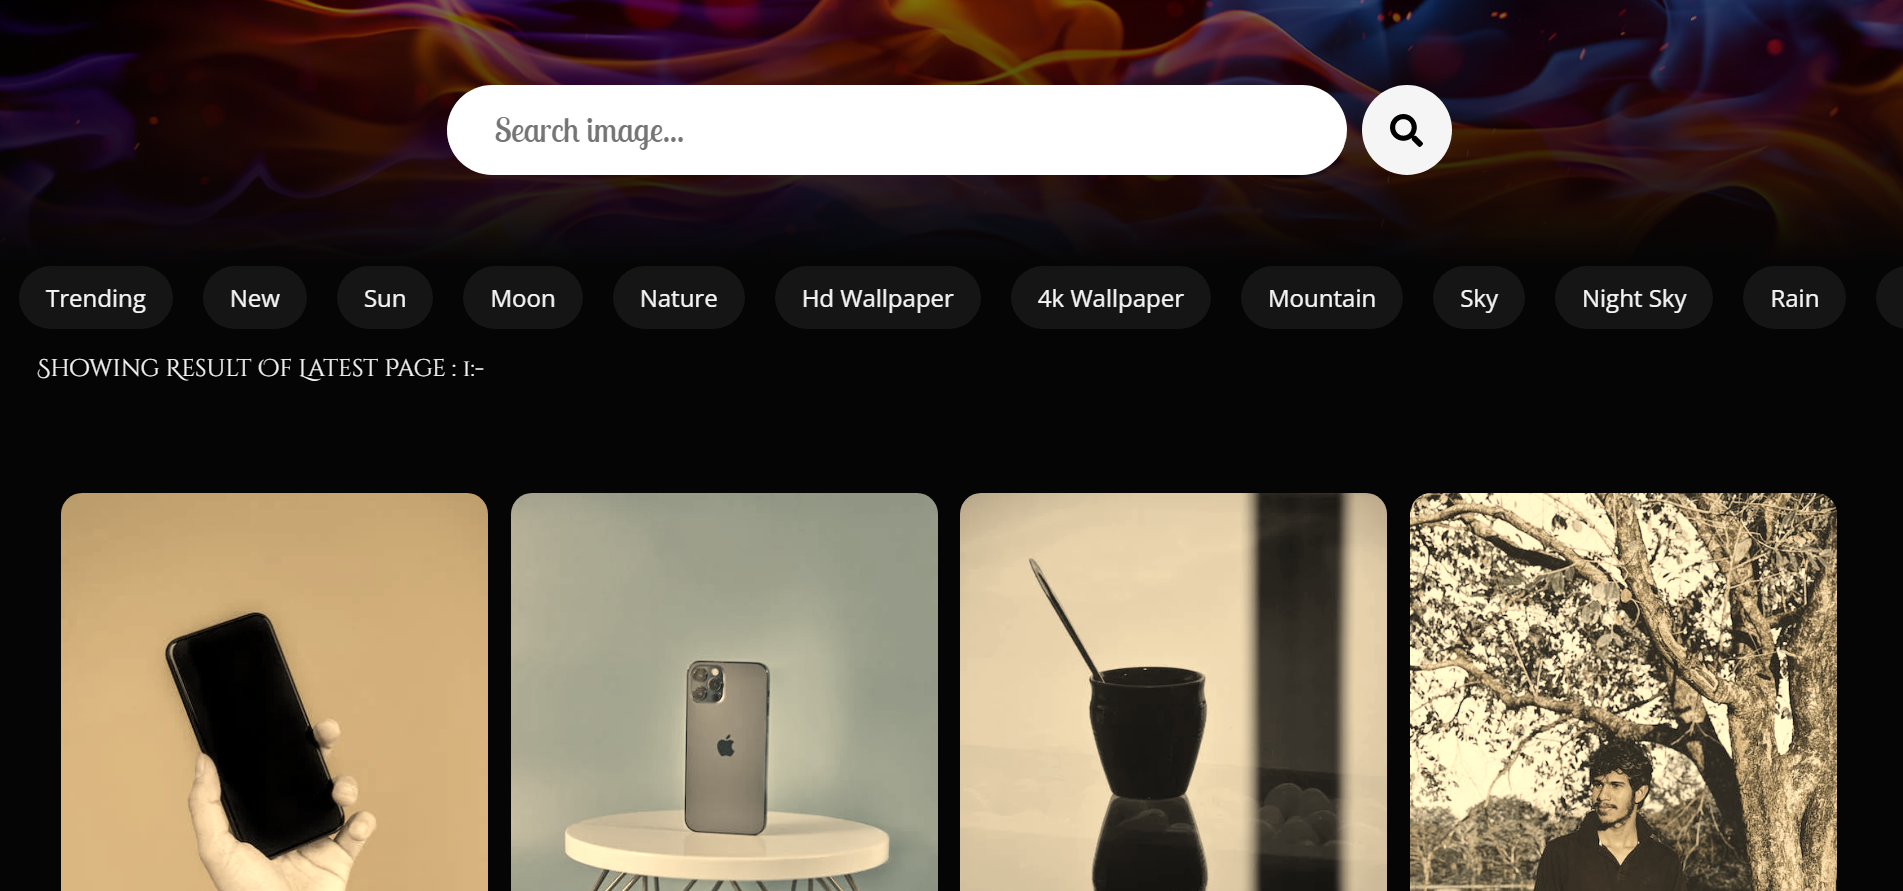 Search image...
Trending New Sun Moon Nature Hd Wallpaper 4k Wallpaper Mountain Sky Night Sky Rain
Showing Result Of Latest Page : 1:-